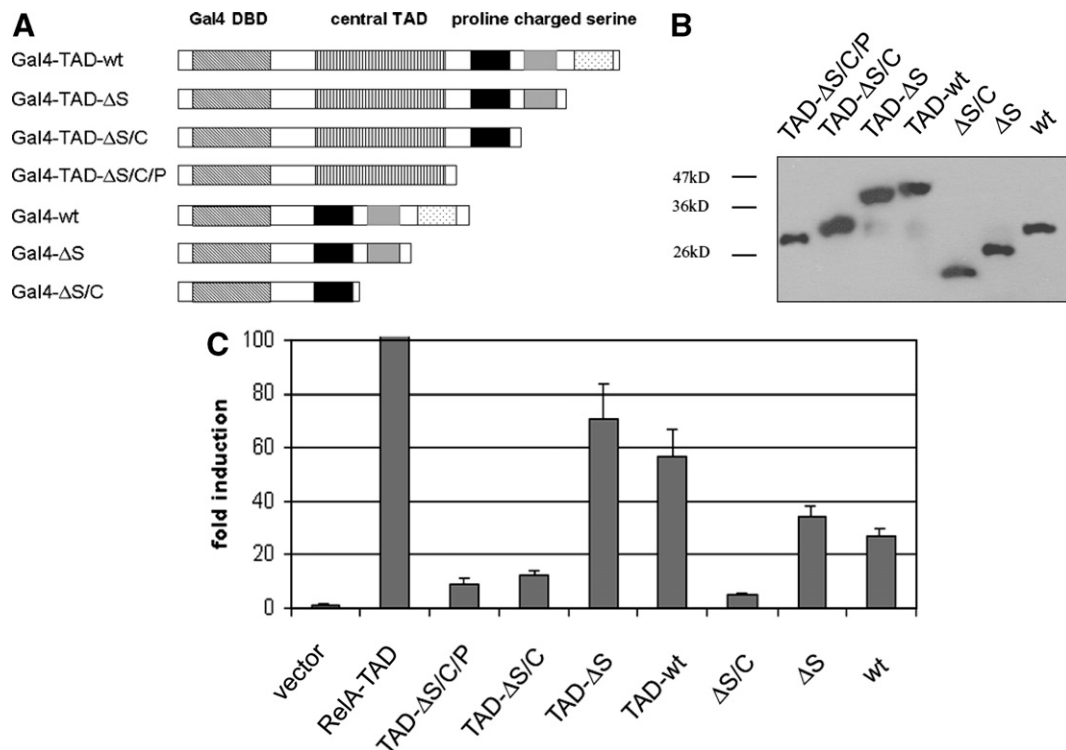 A
Gal4 DBD central TAD proline charged serine
Gal4-TAD-wt
Gal4-TAD-ΔS
Gal4-TAD-ΔS/C
Gal4-TAD-ΔS/C/P
Gal4-wt
Gal4-ΔS
Gal4-ΔS/C
B
TAD-ΔS/C/P
TAD-ΔS/C
TAD-ΔS
TAD-wt
ΔS/C
ΔS
wt
47kD
36kD
26kD
C
fold induction
100
80
60
40
20
0
vector
RelA-TAD
TAD-ΔS/C/P
TAD-ΔS/C
TAD-ΔS
TAD-wt
ΔS/C
ΔS
wt